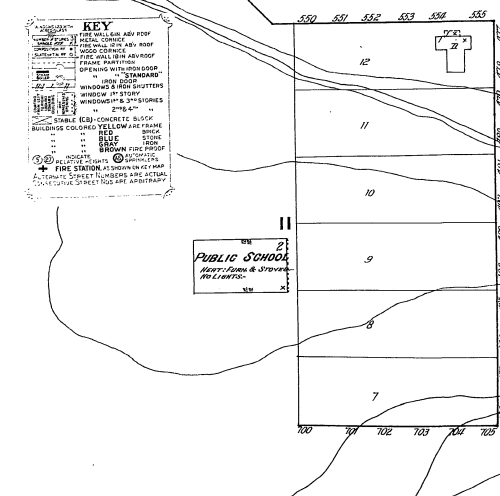 KEY
FIRE WALL 6 IN ABV ROOF
METAL CORNICE
FIRE WALL 12 IN ABV ROOF
WOOD CORNICE
FIRE WALL 18 IN ABV ROOF
FRAME PARTITION
OPENING WITH IRON DOOR
" " "STANDARD"
IRON DOOR
WINDOWS & IRON SHUTTERS
WINDOW 1ST STORY
WINDOWS 1ST & 3RD STORIES
" 2ND & 4TH "
STABLE (CB)-CONCRETE BLOCK
BUILDINGS COLORED YELLOW ARE FRAME
" " RED " BRICK
" " BLUE " STONE
" " GRAY " IRON
" " BROWN FIRE PROOF
INDICATE RELATIVE HEIGHTS
AUTOMATIC SPRINKLERS
FIRE STATION, AS SHOWN ON KEY MAP
ALTERNATE STREET NUMBERS ARE ACTUAL
CONSECUTIVE STREET NOS ARE ARBITRARY
550 551 552 553 554 555
D
12
11
10
II
9
2
PUBLIC SCHOOL
HEAT: FURN. & STOVES-
NO LIGHTS.-
x
8
7
700 701 702 703 704 705